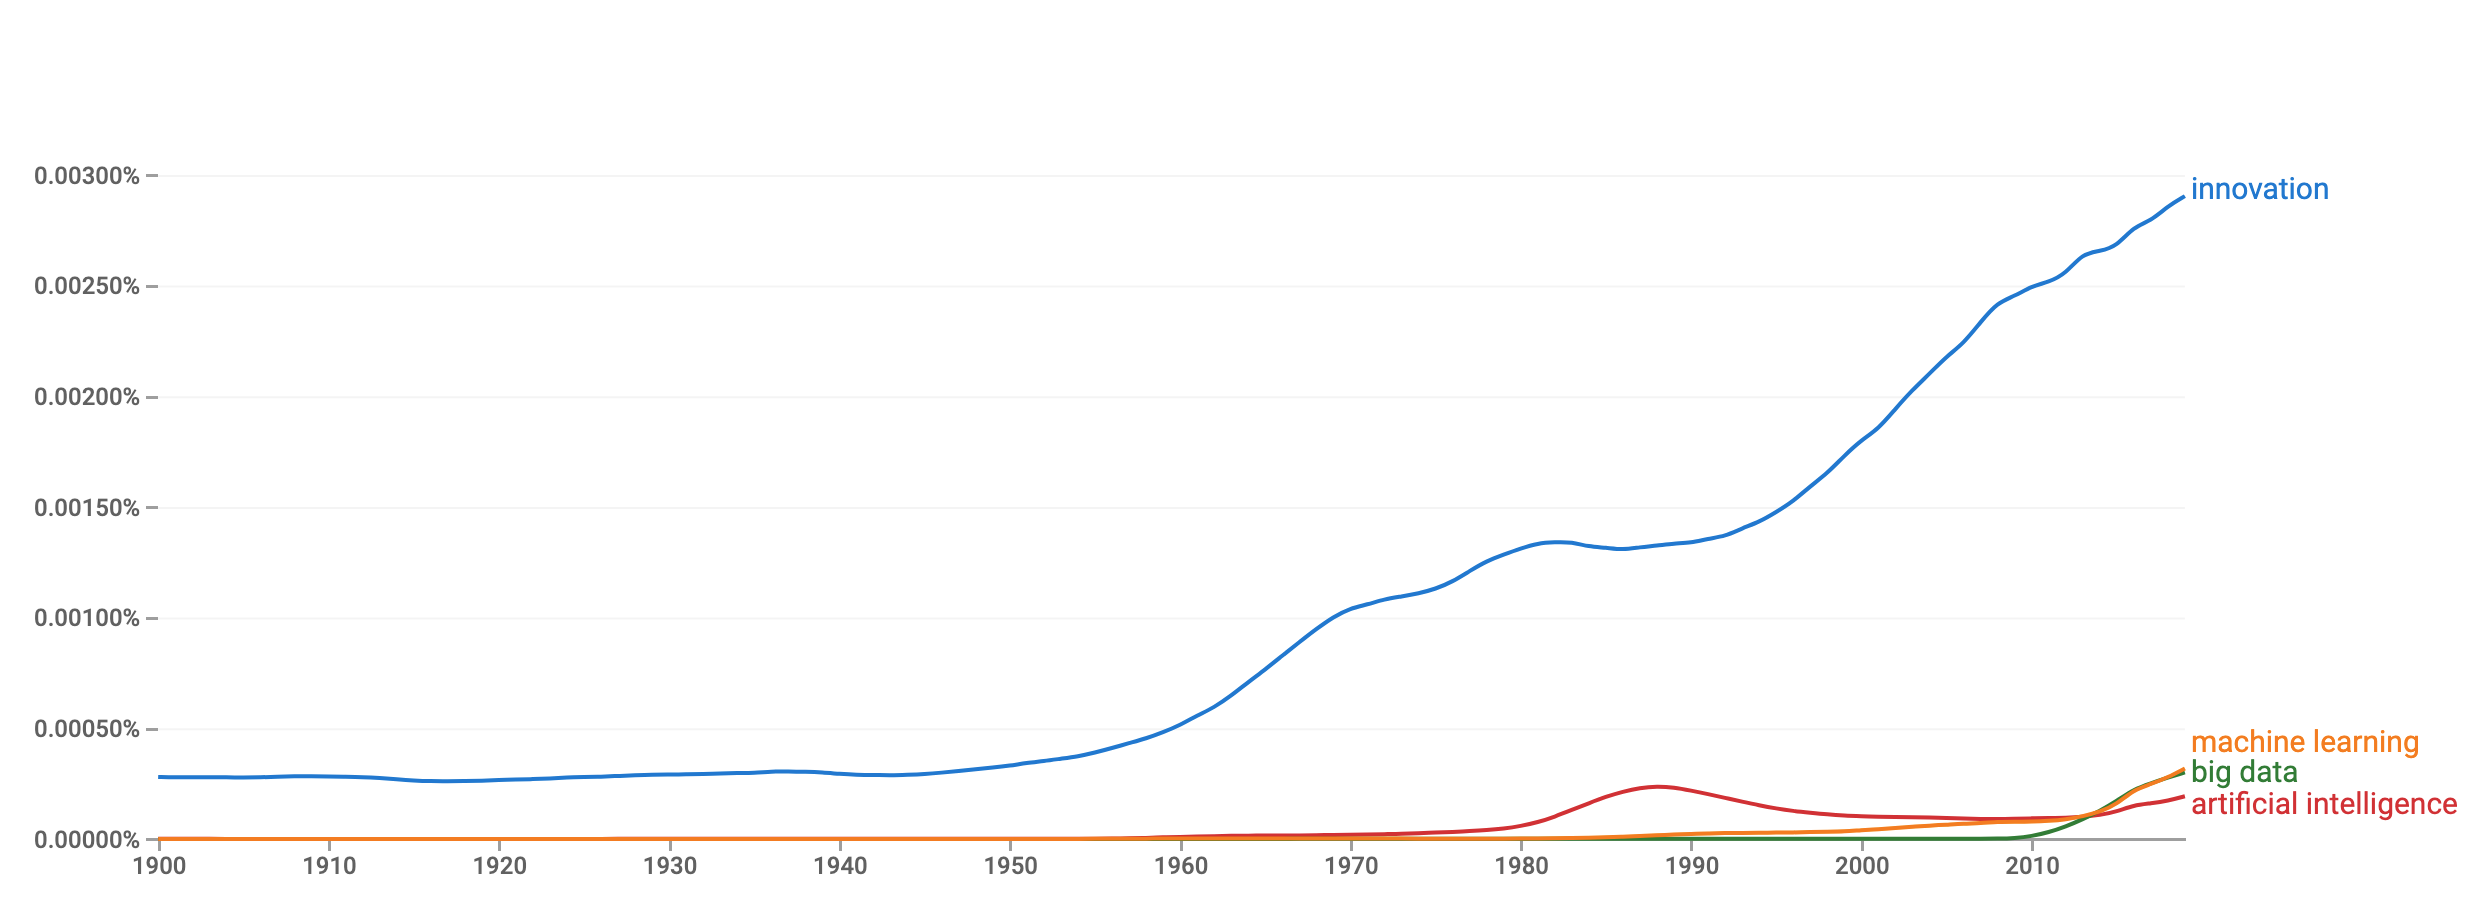 0.00300%
innovation
0.00250%
0.00200%
0.00150%
0.00100%
0.00050%
machine learning
big data
artificial intelligence
0.00000%
1900 1910 1920 1930 1940 1950 1960 1970 1980 1990 2000 2010